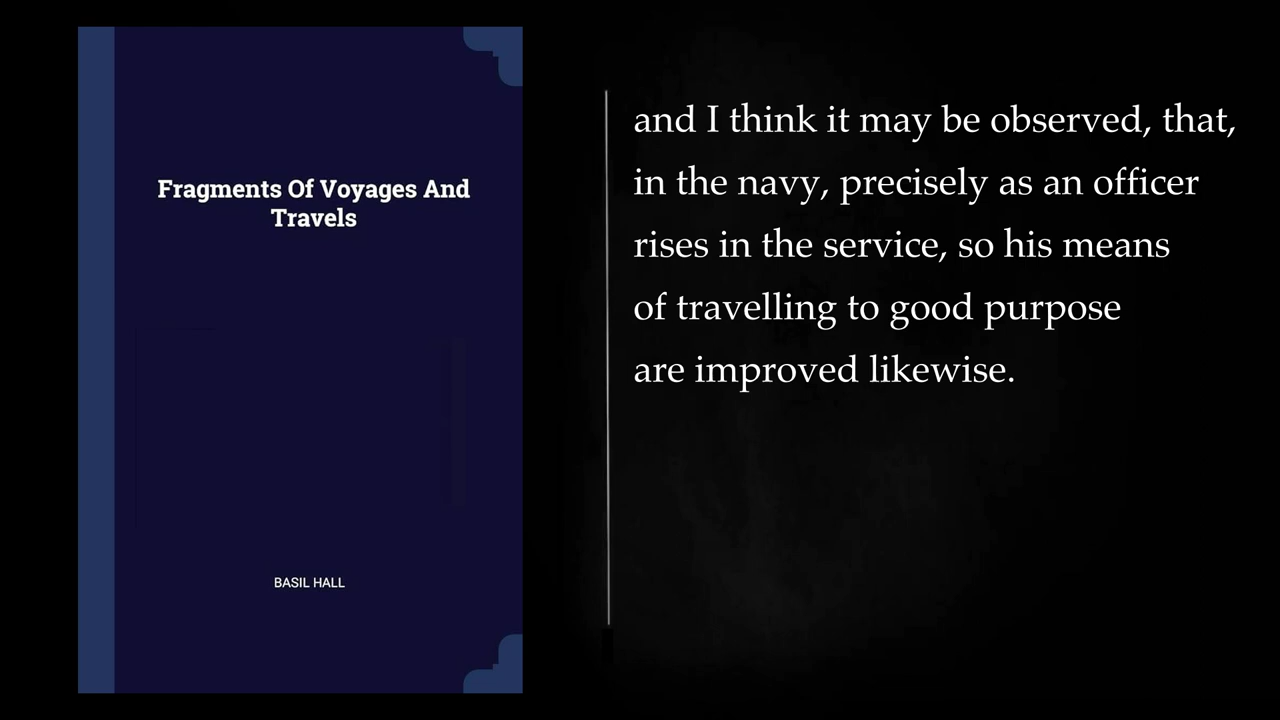 Fragments Of Voyages And
Travels
BASIL HALL
and I think it may be observed, that,
in the navy, precisely as an officer
rises in the service, so his means
of travelling to good purpose
are improved likewise.